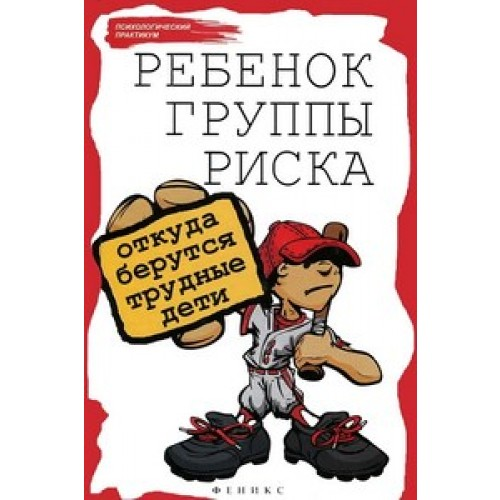 ПСИХОЛОГИЧЕСКИЙ
ПРАКТИКУМ
РЕБЕНОК
ГРУППЫ
РИСКА
откуда
берутся
трудные
дети
ФЕНИКС